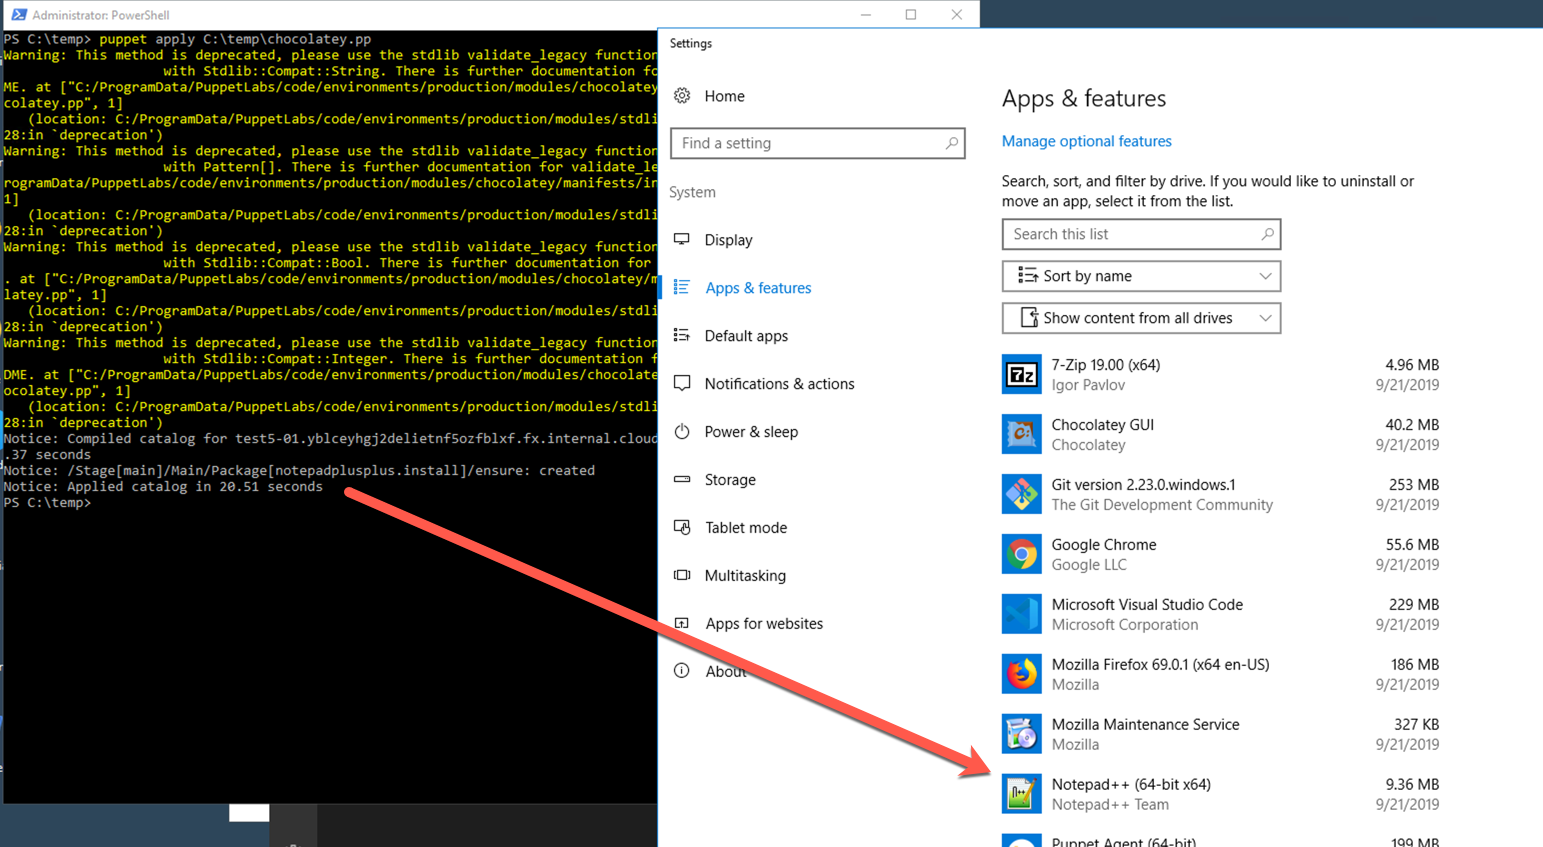 Administrator: PowerShell
PS C:\temp> puppet apply C:\temp\chocolatey.pp
Warning: This method is deprecated, please use the stdlib validate_legacy function
with Stdlib::Compat::String. There is further documentation fo
ME. at ["C:/ProgramData/PuppetLabs/code/environments/production/modules/chocolatey
colatey.pp", 1]
(location: C:/ProgramData/PuppetLabs/code/environments/production/modules/stdli
28:in `deprecation')
Warning: This method is deprecated, please use the stdlib validate_legacy function
with Pattern[]. There is further documentation for validate_le
rogramData/PuppetLabs/code/environments/production/modules/chocolatey/manifests/in
1]
(location: C:/ProgramData/PuppetLabs/code/environments/production/modules/stdli
28:in `deprecation')
Warning: This method is deprecated, please use the stdlib validate_legacy function
with Stdlib::Compat::Bool. There is further documentation for
. at ["C:/ProgramData/PuppetLabs/code/environments/production/modules/chocolatey/m
latey.pp", 1]
(location: C:/ProgramData/PuppetLabs/code/environments/production/modules/stdli
28:in `deprecation')
Warning: This method is deprecated, please use the stdlib validate_legacy function
with Stdlib::Compat::Integer. There is further documentation f
DME. at ["C:/ProgramData/PuppetLabs/code/environments/production/modules/chocolate
ocolatey.pp", 1]
(location: C:/ProgramData/PuppetLabs/code/environments/production/modules/stdli
28:in `deprecation')
Notice: Compiled catalog for test5-01.yblceyhgj2delietnf5ozfblxf.fx.internal.cloud
.37 seconds
Notice: /Stage[main]/Main/Package[notepadplusplus.install]/ensure: created
Notice: Applied catalog in 20.51 seconds
PS C:\temp>
Settings
Home
Find a setting
System
Display
Apps & features
Default apps
Notifications & actions
Power & sleep
Storage
Tablet mode
Multitasking
Apps for websites
About
Apps & features
Manage optional features
Search, sort, and filter by drive. If you would like to uninstall or
move an app, select it from the list.
Search this list
Sort by name
Show content from all drives
7z
7-Zip 19.00 (x64) 4.96 MB
Igor Pavlov 9/21/2019
Chocolatey GUI 40.2 MB
Chocolatey 9/21/2019
Git version 2.23.0.windows.1 253 MB
The Git Development Community 9/21/2019
Google Chrome 55.6 MB
Google LLC 9/21/2019
Microsoft Visual Studio Code 229 MB
Microsoft Corporation 9/21/2019
Mozilla Firefox 69.0.1 (x64 en-US) 186 MB
Mozilla 9/21/2019
Mozilla Maintenance Service 327 KB
Mozilla 9/21/2019
Notepad++ (64-bit x64) 9.36 MB
Notepad++ Team 9/21/2019
Puppet Agent (64-bit) 199 MB